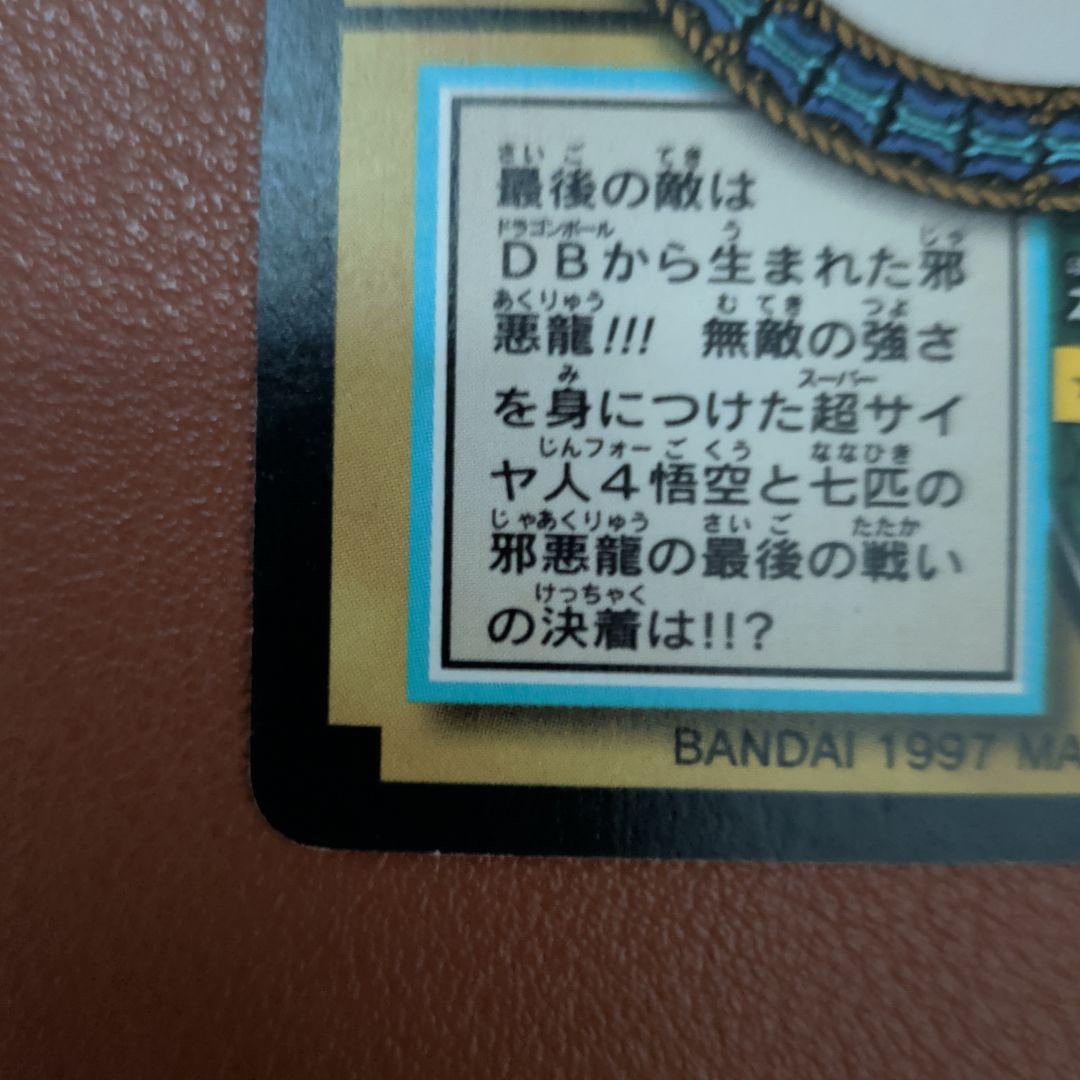 最後の敵は
DBから生まれた邪
悪龍!!! 無敵の強さ
を身につけた超サイ
ヤ人4悟空と七匹の
邪悪龍の最後の戦い
の決着は!!?
BANDAI 1997 MA